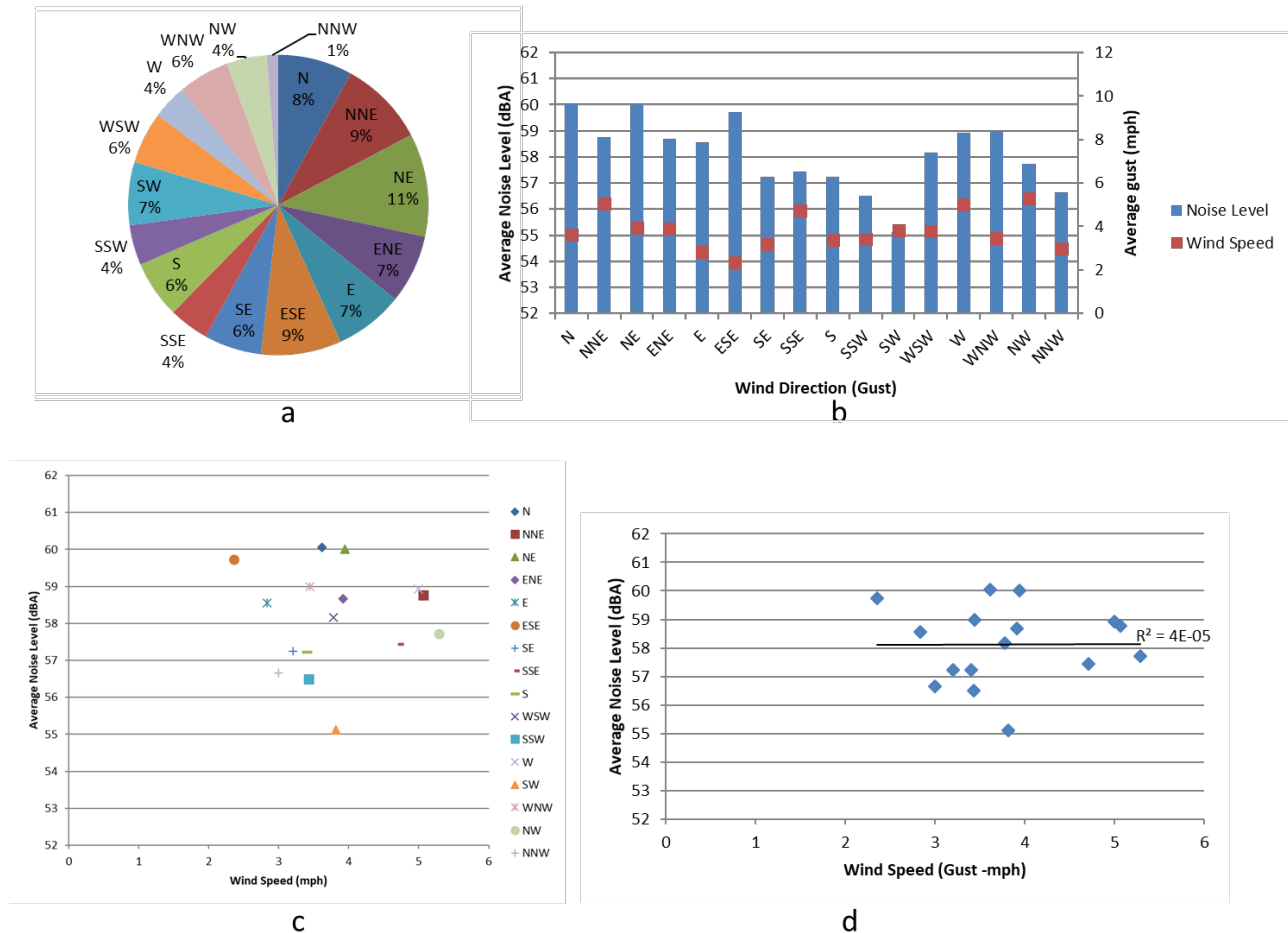 NNW
1%
NW
4%
WNW
6%
W
4%
WSW
6%
SW
7%
SSW
4%
S
6%
SSE
4%
SE
6%
ESE
9%
E
7%
ENE
7%
NE
11%
NNE
9%
N
8%
a
Average Noise Level (dBA)
62
61
60
59
58
57
56
55
54
53
52
12
10
8
6
4
2
0
Average gust (mph)
N
NNE
NE
ENE
E
ESE
SE
SSE
S
SSW
SW
WSW
W
WNW
NW
NNW
Wind Direction (Gust)
Noise Level
Wind Speed
b
Average Noise Level (dBA)
62
61
60
59
58
57
56
55
54
53
52
0 1 2 3 4 5 6
Wind Speed (mph)
N
NNE
NE
ENE
E
ESE
SE
SSE
S
WSW
SSW
W
SW
WNW
NW
NNW
c
Average Noise Level (dBA)
62
61
60
59
58
57
56
55
54
53
52
R² = 4E-05
0 1 2 3 4 5 6
Wind Speed (Gust -mph)
d